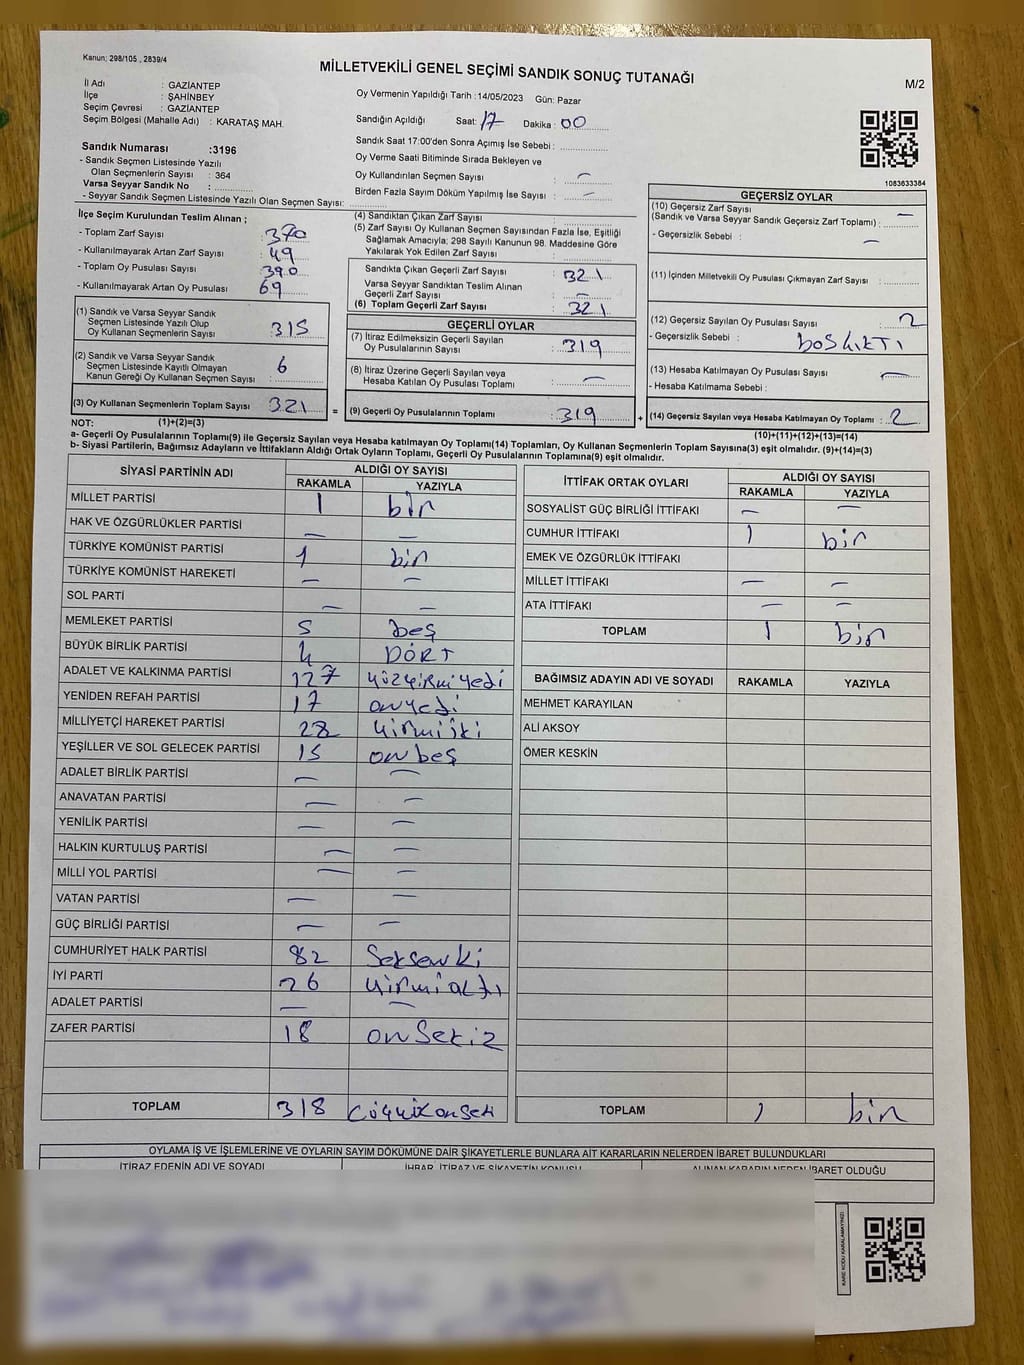 Kanun: 298/105 , 2839/4
MİLLETVEKİLİ GENEL SEÇİMİ SANDIK SONUÇ TUTANAĞI
M/2
İl Adı : GAZİANTEP
İlçe : ŞAHİNBEY
Seçim Çevresi : GAZİANTEP
Seçim Bölgesi (Mahalle Adı) : KARATAŞ MAH.
Oy Vermenin Yapıldığı Tarih : 14/05/2023 Gün: Pazar
Sandığın Açıldığı Saat: 17 Dakika : 00
Sandık Saat 17:00'den Sonra Açımış İse Sebebi :
Oy Verme Saati Bitiminde Sırada Bekleyen ve
Oy Kullandırılan Seçmen Sayısı : —
Birden Fazla Sayım Döküm Yapılmış İse Sayısı : —
Sandık Numarası :3196
- Sandık Seçmen Listesinde Yazılı
Olan Seçmenlerin Sayısı : 364
Varsa Seyyar Sandık No :
- Seyyar Sandık Seçmen Listesinde Yazılı Olan Seçmen Sayısı:
1083633384
İlçe Seçim Kurulundan Teslim Alınan ;
- Toplam Zarf Sayısı : 370
- Kullanılmayarak Artan Zarf Sayısı : 49
- Toplam Oy Pusulası Sayısı : 390
- Kullanılmayarak Artan Oy Pusulası : 69
(1) Sandık ve Varsa Seyyar Sandık
Seçmen Listesinde Yazılı Olup
Oy Kullanan Seçmenlerin Sayısı : 315
(2) Sandık ve Varsa Seyyar Sandık
Seçmen Listesinde Kayıtlı Olmayan
Kanun Gereği Oy Kullanan Seçmen Sayısı : 6
(3) Oy Kullanan Seçmenlerin Toplam Sayısı : 321
(1)+(2)=(3)
(4) Sandıktan Çıkan Zarf Sayısı :
(5) Zarf Sayısı Oy Kullanan Seçmen Sayısından Fazla İse, Eşitliği
Sağlamak Amacıyla; 298 Sayılı Kanunun 98. Maddesine Göre
Yakılarak Yok Edilen Zarf Sayısı :
Sandıkta Çıkan Geçerli Zarf Sayısı : 321
Varsa Seyyar Sandıktan Teslim Alınan
Geçerli Zarf Sayısı : —
(6) Toplam Geçerli Zarf Sayısı : 321
GEÇERLİ OYLAR
(7) İtiraz Edilmeksizin Geçerli Sayılan
Oy Pusulalarının Sayısı : 319
(8) İtiraz Üzerine Geçerli Sayılan veya
Hesaba Katılan Oy Pusulası Toplamı : —
= (9) Geçerli Oy Pusulalarının Toplamı : 319 +
GEÇERSİZ OYLAR
(10) Geçersiz Zarf Sayısı
(Sandık ve Varsa Seyyar Sandık Geçersiz Zarf Toplamı) : —
- Geçersizlik Sebebi : —
(11) İçinden Milletvekili Oy Pusulası Çıkmayan Zarf Sayısı :
(12) Geçersiz Sayılan Oy Pusulası Sayısı : 2
- Geçersizlik Sebebi : bosKıKTI
(13) Hesaba Katılmayan Oy Pusulası Sayısı : —
- Hesaba Katılmama Sebebi :
(14) Geçersiz Sayılan veya Hesaba Katılmayan Oy Toplamı : 2
(10)+(11)+(12)+(13)=(14)
NOT:
a- Geçerli Oy Pusulalarının Toplamı(9) ile Geçersiz Sayılan veya Hesaba katılmayan Oy Toplamı(14) Toplamları, Oy Kullanan Seçmenlerin Toplam Sayısına(3) eşit olmalıdır. (9)+(14)=(3)
b- Siyasi Partilerin, Bağımsız Adayların ve İttifakların Aldığı Ortak Oyların Toplamı, Geçerli Oy Pusulalarının Toplamına(9) eşit olmalıdır.
SİYASİ PARTİNİN ADI ALDIĞI OY SAYISI
RAKAMLA YAZIYLA
MİLLET PARTİSİ 1 bir
HAK VE ÖZGÜRLÜKLER PARTİSİ — —
TÜRKİYE KOMÜNİST PARTİSİ 1 bir
TÜRKİYE KOMÜNİST HAREKETİ — —
SOL PARTİ — —
MEMLEKET PARTİSİ 5 beş
BÜYÜK BİRLİK PARTİSİ 4 DÖRT
ADALET VE KALKINMA PARTİSİ 127 yüzyirmiyedi
YENİDEN REFAH PARTİSİ 17 onyedi
MİLLİYETÇİ HAREKET PARTİSİ 22 yirmiiki
YEŞİLLER VE SOL GELECEK PARTİSİ 15 onbeş
ADALET BİRLİK PARTİSİ — —
ANAVATAN PARTİSİ — —
YENİLİK PARTİSİ — —
HALKIN KURTULUŞ PARTİSİ — —
MİLLİ YOL PARTİSİ — —
VATAN PARTİSİ — —
GÜÇ BİRLİĞİ PARTİSİ — —
CUMHURİYET HALK PARTİSİ 82 Seksenki
İYİ PARTİ 26 yirmialtı
ADALET PARTİSİ — —
ZAFER PARTİSİ 18 onsekiz
TOPLAM 318
İTTİFAK ORTAK OYLARI ALDIĞI OY SAYISI
RAKAMLA YAZIYLA
SOSYALİST GÜÇ BİRLİĞİ İTTİFAKI — —
CUMHUR İTTİFAKI 1 bir
EMEK VE ÖZGÜRLÜK İTTİFAKI
MİLLET İTTİFAKI — —
ATA İTTİFAKI — —
TOPLAM 1 bir
BAĞIMSIZ ADAYIN ADI VE SOYADI RAKAMLA YAZIYLA
MEHMET KARAYILAN
ALİ AKSOY
ÖMER KESKİN
TOPLAM 1 bir
OYLAMA İŞ VE İŞLEMLERİNE VE OYLARIN SAYIM DÖKÜMÜNE DAİR ŞİKAYETLERLE BUNLARA AİT KARARLARIN NELERDEN İBARET BULUNDUKLARI
İTİRAZ EDENİN ADI VE SOYADI İHBAR, İTİRAZ VE ŞİKAYETİN KONUSU ALINAN KARARIN NEDEN İBARET OLDUĞU
KARE KODU KARALAMAYINIZ!